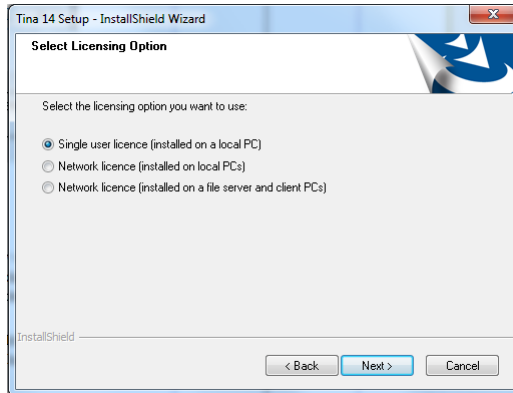 Tina 14 Setup - InstallShield Wizard
Select Licensing Option
Select the licensing option you want to use:
Single user licence (installed on a local PC)
Network licence (installed on local PCs)
Network licence (installed on a file server and client PCs)
InstallShield
< Back Next > Cancel